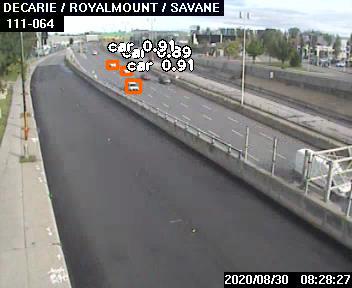 DECARIE / ROYALMOUNT / SAVANE
111-064
car 0.91
0.89
car 0.91
2020/08/30 08:28:27